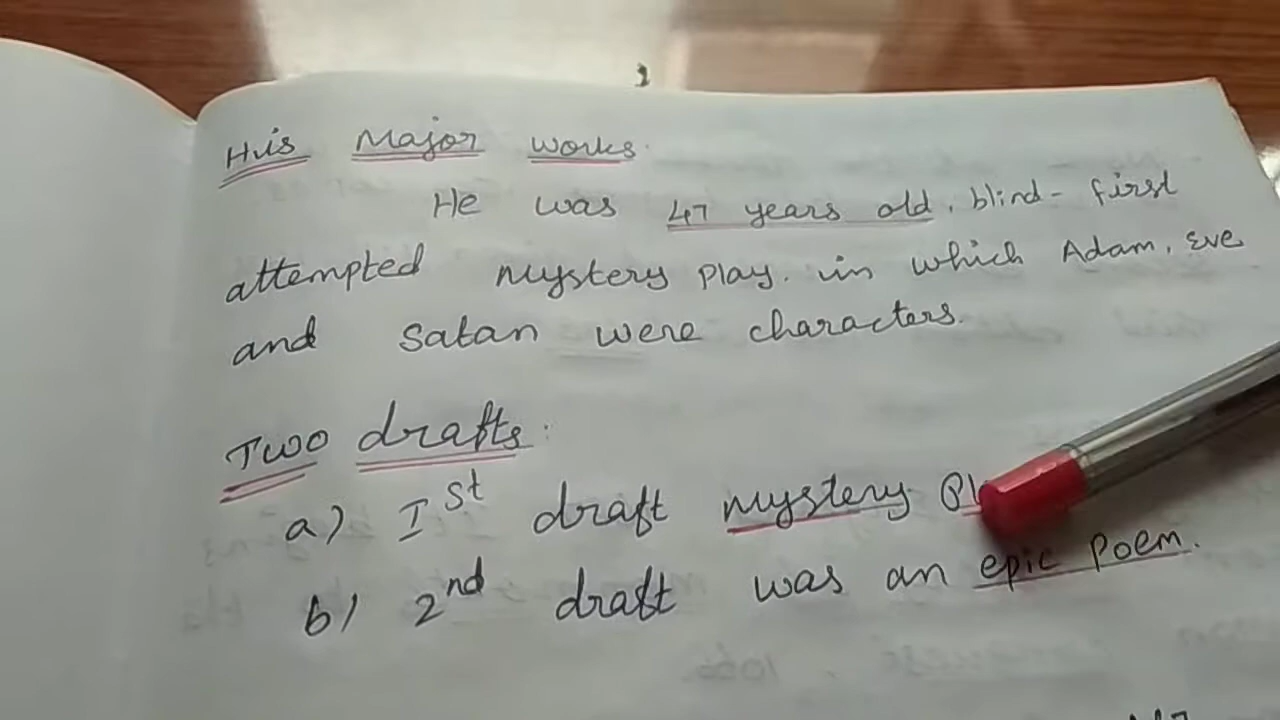 His Major works.
He was 47 years old, blind - first
attempted mystery play. in which Adam, Eve
and Satan were characters.
Two drafts:
a) Ist draft mystery
b) 2nd draft was an epic poem.